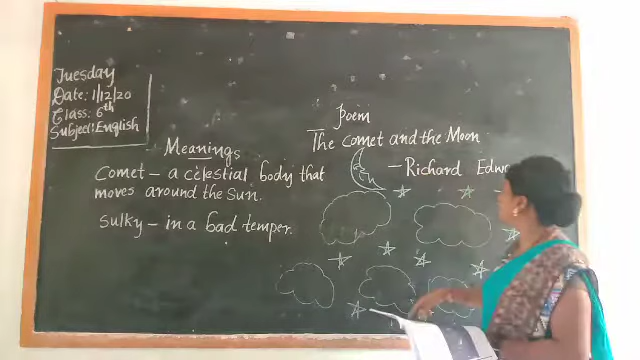 Tuesday
Date: 1/12/20
Class: 6th
Subject: English
Meanings
Comet - a celestial body that
moves around the Sun.
Sulky - in a bad temper.
Poem
The Comet and the Moon
- Richard